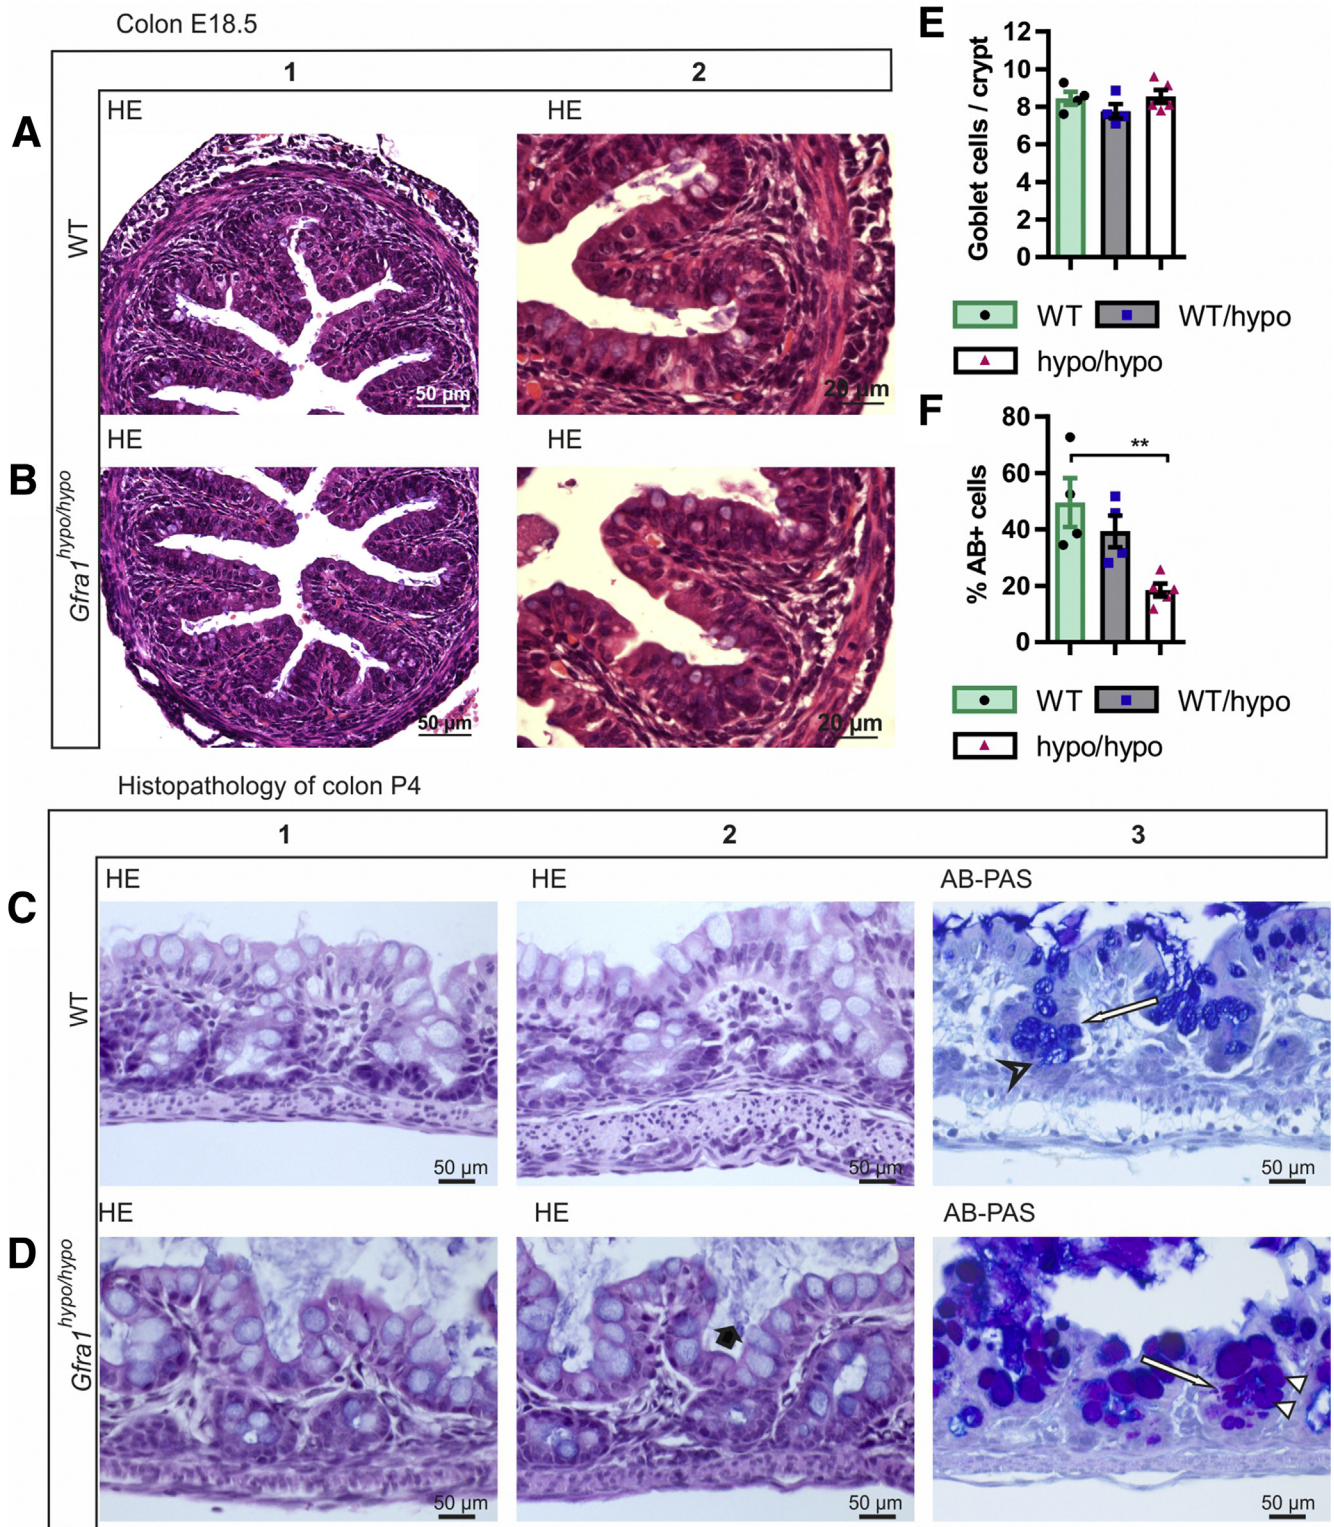 Colon E18.5
1
2
A
WT
HE
HE
50 µm
20 µm
B
Gfra1hypo/hypo
HE
HE
50 µm
20 µm
E
Goblet cells / crypt
12
10
8
6
4
2
0
WT
WT/hypo
hypo/hypo
F
% AB+ cells
80
60
40
20
0
**
WT
WT/hypo
hypo/hypo
Histopathology of colon P4
1
2
3
C
WT
HE
HE
AB-PAS
50 µm
50 µm
50 µm
D
Gfra1hypo/hypo
HE
HE
AB-PAS
50 µm
50 µm
50 µm